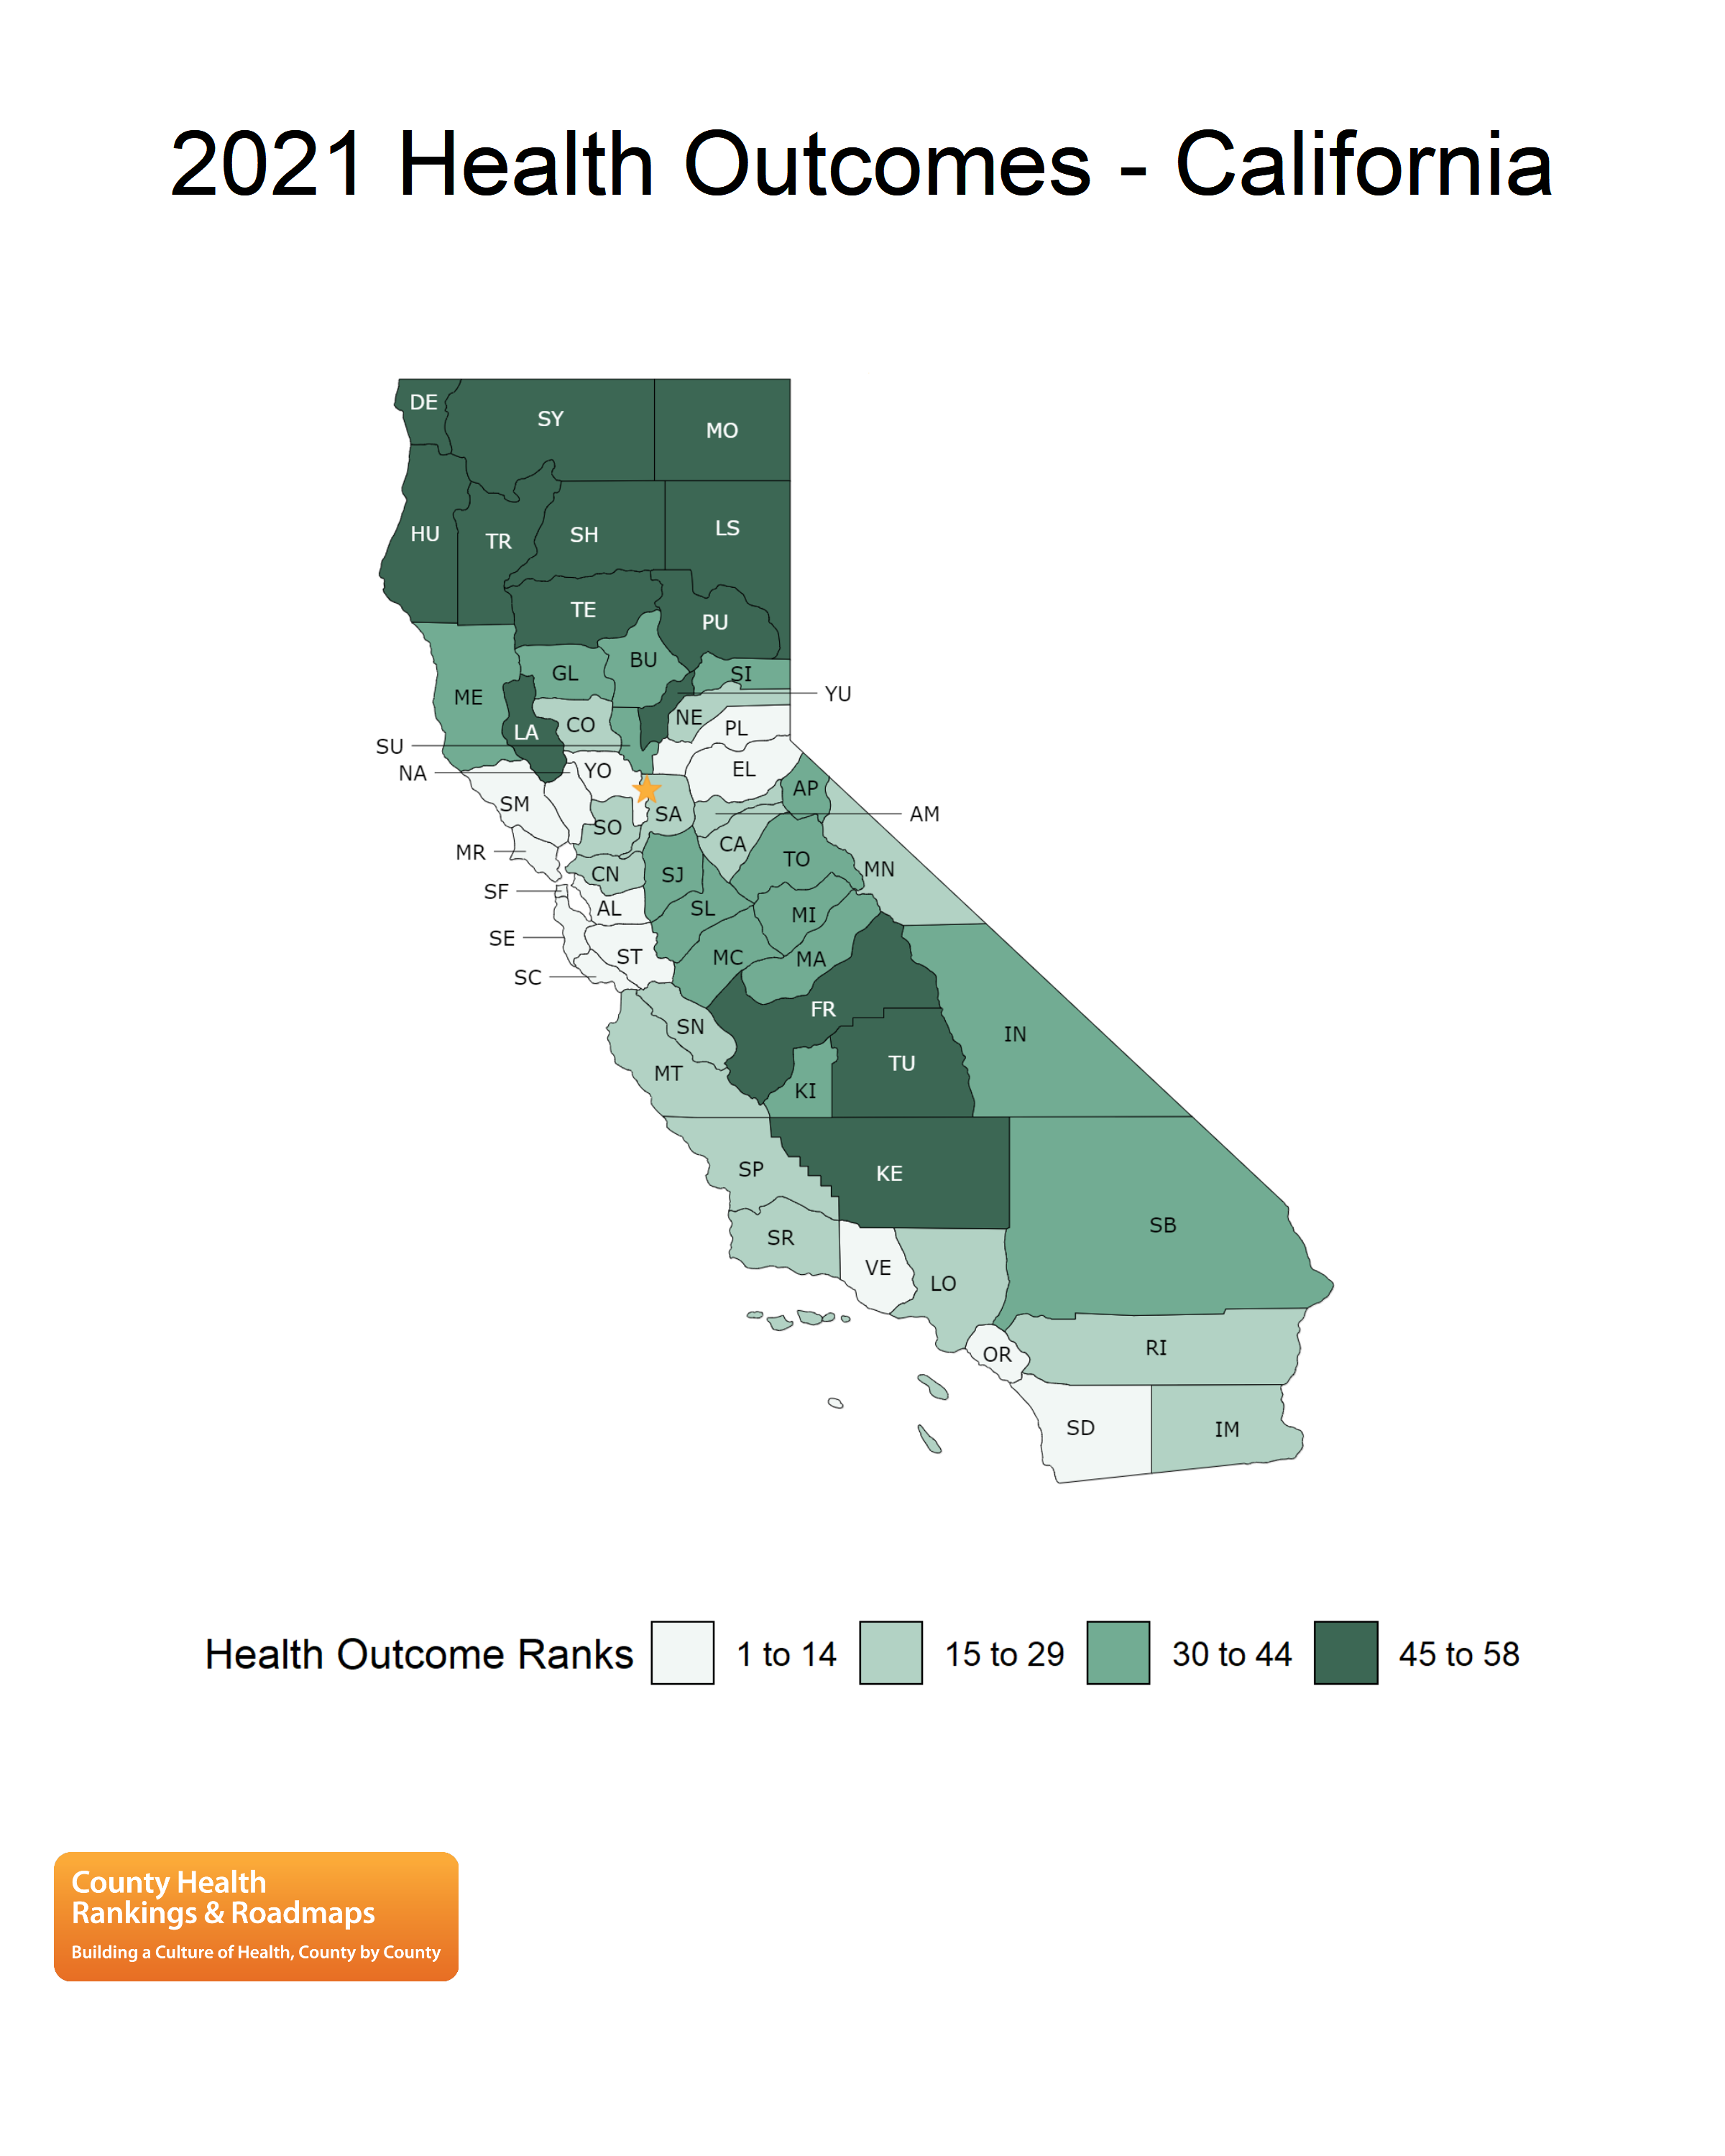 2021 Health Outcomes - California
DE
SY
MO
HU
TR
SH
LS
TE
PU
BU
GL
SI
ME
YU
NE
CO
LA
PL
SU
NA
YO
EL
AP
SM
SA
AM
SO
CA
MR
TO
MN
CN
SJ
SF
AL
SL
MI
SE
ST
MC
MA
SC
FR
SN
IN
TU
MT
KI
SP
KE
SB
SR
VE
LO
RI
OR
SD
IM
Health Outcome Ranks 1 to 14 15 to 29 30 to 44 45 to 58
County Health
Rankings & Roadmaps
Building a Culture of Health, County by County